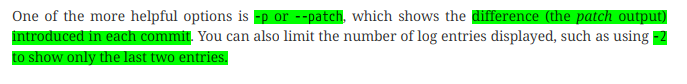 One of the more helpful options is -p or --patch, which shows the difference (the patch output)
introduced in each commit. You can also limit the number of log entries displayed, such as using -2
to show only the last two entries.